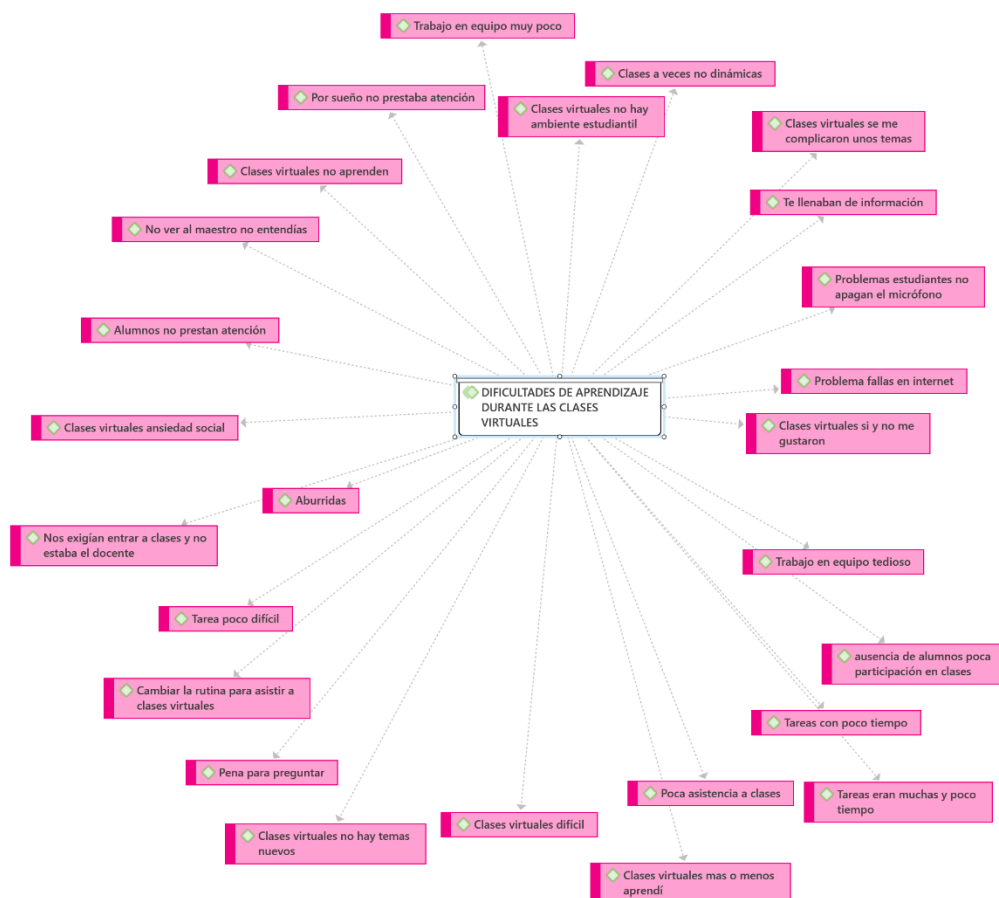 Trabajo en equipo muy poco
Clases a veces no dinámicas
Por sueño no prestaba atención
Clases virtuales no hay
ambiente estudiantil
Clases virtuales se me
complicaron unos temas
Clases virtuales no aprenden
Te llenaban de información
No ver al maestro no entendías
Problemas estudiantes no
apagan el micrófono
Alumnos no prestan atención
Problema fallas en internet
DIFICULTADES DE APRENDIZAJE
DURANTE LAS CLASES
VIRTUALES
Clases virtuales ansiedad social
Clases virtuales si y no me
gustaron
Aburridas
Nos exigían entrar a clases y no
estaba el docente
Trabajo en equipo tedioso
Tarea poco difícil
ausencia de alumnos poca
participación en clases
Cambiar la rutina para asistir a
clases virtuales
Tareas con poco tiempo
Pena para preguntar
Poca asistencia a clases
Tareas eran muchas y poco
tiempo
Clases virtuales no hay temas
nuevos
Clases virtuales difícil
Clases virtuales mas o menos
aprendí